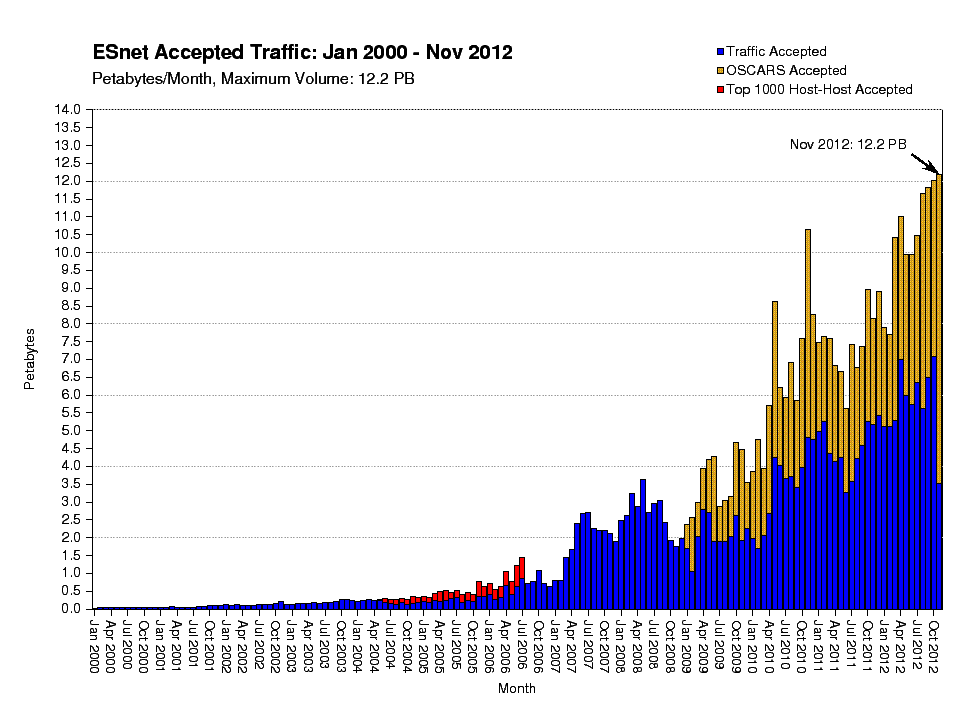 ESnet Accepted Traffic: Jan 2000 - Nov 2012
Petabytes/Month, Maximum Volume: 12.2 PB
Traffic Accepted
OSCARS Accepted
Top 1000 Host-Host Accepted
Nov 2012: 12.2 PB
14.0
13.5
13.0
12.5
12.0
11.5
11.0
10.5
10.0
9.5
9.0
8.5
8.0
7.5
7.0
6.5
6.0
5.5
5.0
4.5
4.0
3.5
3.0
2.5
2.0
1.5
1.0
0.5
0.0
Petabytes
Jan 2000
Apr 2000
Jul 2000
Oct 2000
Jan 2001
Apr 2001
Jul 2001
Oct 2001
Jan 2002
Apr 2002
Jul 2002
Oct 2002
Jan 2003
Apr 2003
Jul 2003
Oct 2003
Jan 2004
Apr 2004
Jul 2004
Oct 2004
Jan 2005
Apr 2005
Jul 2005
Oct 2005
Jan 2006
Apr 2006
Jul 2006
Oct 2006
Jan 2007
Apr 2007
Jul 2007
Oct 2007
Jan 2008
Apr 2008
Jul 2008
Oct 2008
Jan 2009
Apr 2009
Jul 2009
Oct 2009
Jan 2010
Apr 2010
Jul 2010
Oct 2010
Jan 2011
Apr 2011
Jul 2011
Oct 2011
Jan 2012
Apr 2012
Jul 2012
Oct 2012
Month